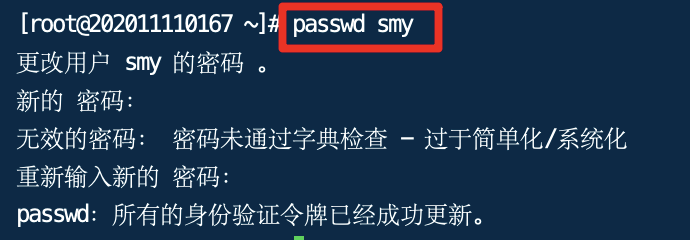 [root@202011110167 ~]# passwd smy
更改用户 smy 的密码 。
新的 密码：
无效的密码： 密码未通过字典检查 - 过于简单化/系统化
重新输入新的 密码：
passwd：所有的身份验证令牌已经成功更新。